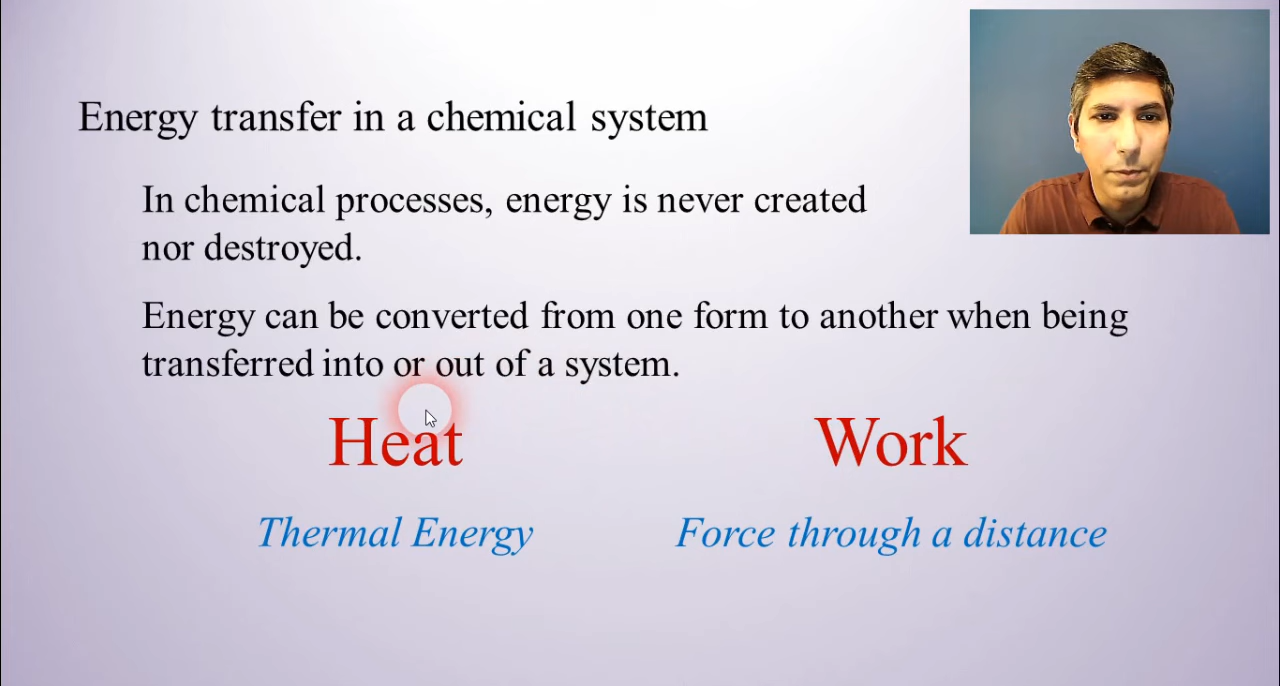 Energy transfer in a chemical system
In chemical processes, energy is never created
nor destroyed.
Energy can be converted from one form to another when being
transferred into or out of a system.
Heat
Work
Thermal Energy
Force through a distance